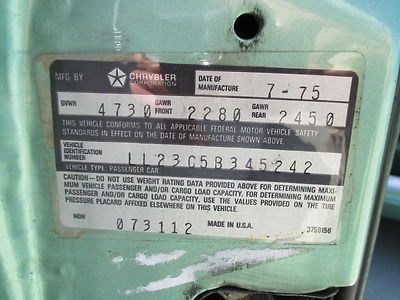 MFG. BY CHRYSLER CORPORATION DATE OF MANUFACTURE 7-75
GVWR 4730 GAWR FRONT 2280 GAWR REAR 2450
THIS VEHICLE CONFORMS TO ALL APPLICABLE FEDERAL MOTOR VEHICLE SAFETY
STANDARDS IN EFFECT ON THE DATE OF MANUFACTURE SHOWN ABOVE.
VEHICLE IDENTIFICATION NUMBER LL23C5B345242
VEHICLE TYPE: PASSENGER CAR
CAUTION:—DO NOT USE WEIGHT RATING DATA FOR DETERMINING MAXI-
MUM VEHICLE PASSENGER AND/OR CARGO LOAD CAPACITY. FOR DETERMINING MAXIMUM
PASSENGER AND/OR CARGO LOAD CAPACITY, USE THE VALUES POSTED ON THE TIRE
PRESSURE PLACARD AFFIXED ELSEWHERE ON THIS VEHICLE.
MDH 073112 MADE IN U.S.A. 3759156